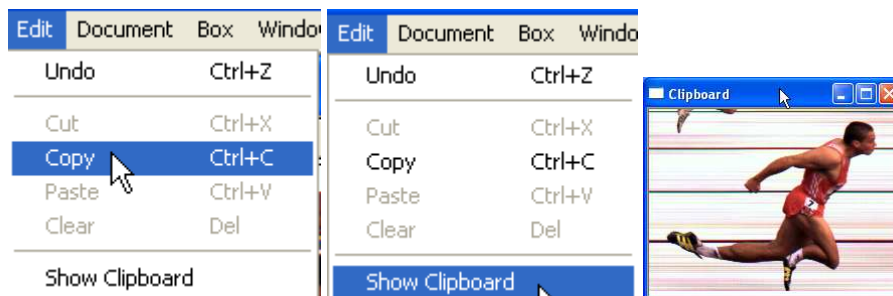 Edit Document Box Windo
Undo Ctrl+Z
Cut Ctrl+X
Copy Ctrl+C
Paste Ctrl+V
Clear Del
Show Clipboard
Edit Document Box Windo
Undo Ctrl+Z
Cut Ctrl+X
Copy Ctrl+C
Paste Ctrl+V
Clear Del
Show Clipboard
Clipboard